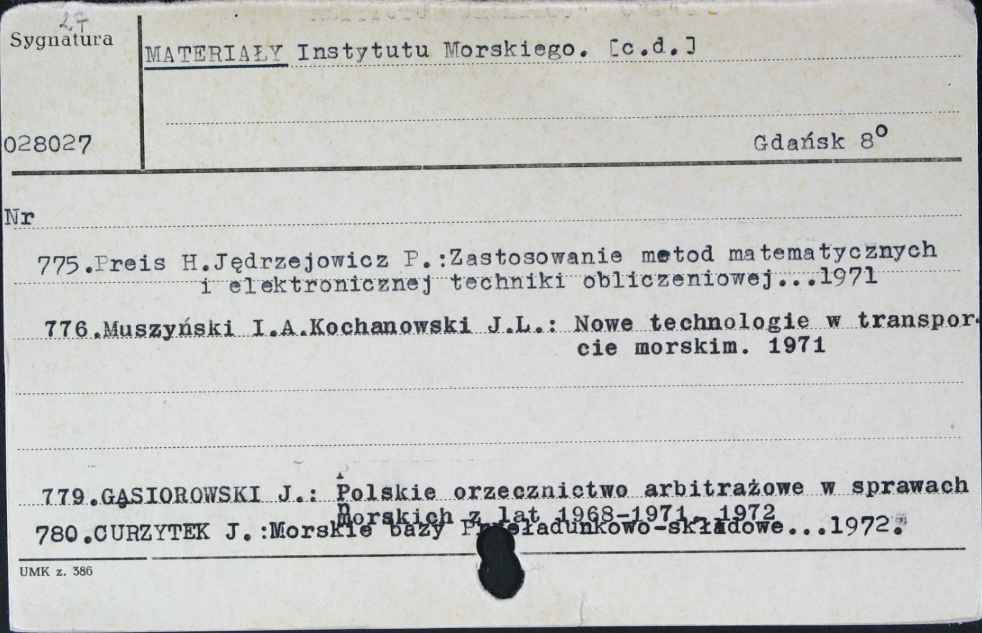 27
Sygnatura
MATERIAŁY Instytutu Morskiego. [c.d.]
028027
Gdańsk 8°
Nr
775.Preis H.Jędrzejowicz P.:Zastosowanie metod matematycznych
i elektronicznej techniki obliczeniowej...1971
776.Muszyński I.A.Kochanowski J.L.: Nowe technologie w transpor-
cie morskim. 1971
779.GĄSIOROWSKI J.: Polskie orzecznictwo arbitrażowe w sprawach
morskich z lat 1968-1971. 1972
780.CURZYTEK J.:Morskie bazy Przeładunkowo-składowe...1972.
UMK z. 386